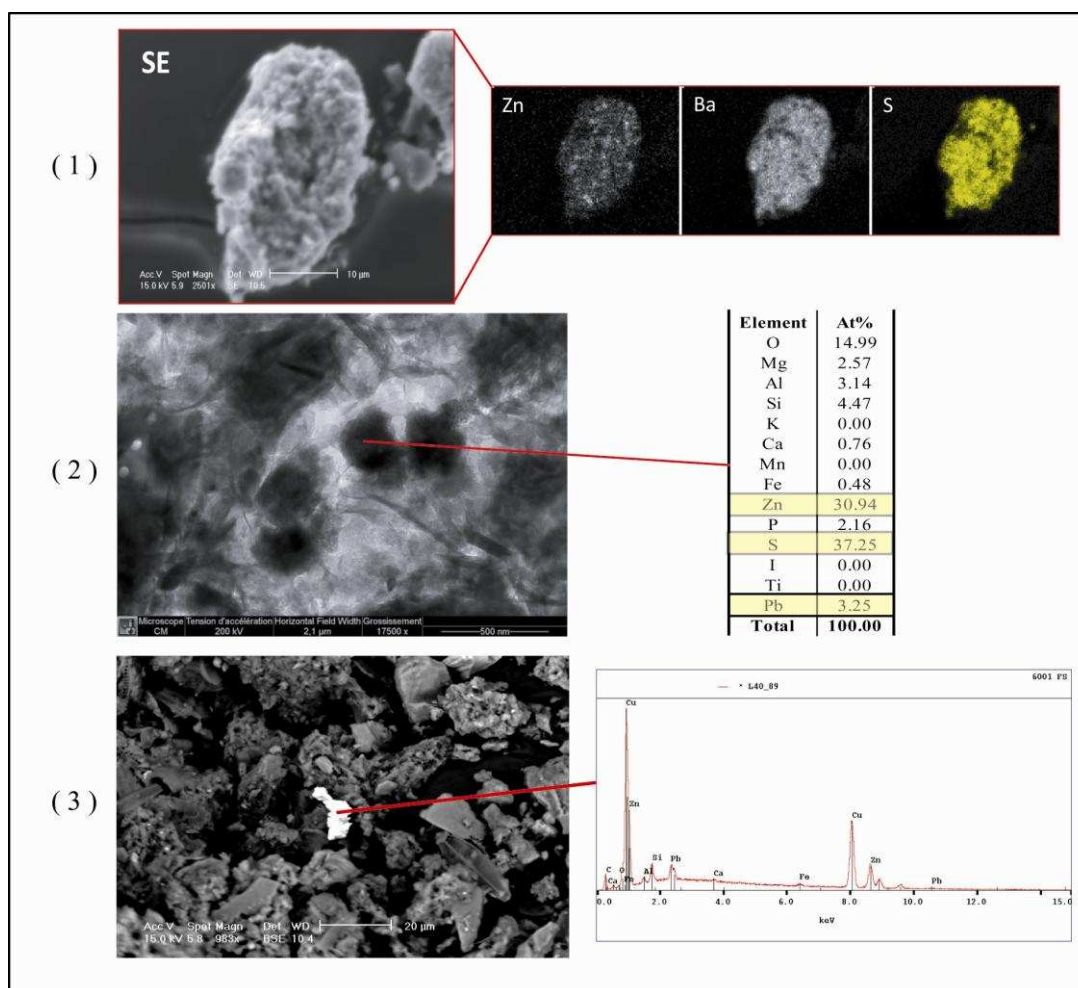 SE
Zn Ba S
( 1 )
Acc.V Spot Magn Det WD 10 µm
15.0 kV 5.9 2501x SE 10.5
Element At%
O 14.99
Mg 2.57
Al 3.14
Si 4.47
K 0.00
Ca 0.76
Mn 0.00
Fe 0.48
Zn 30.94
P 2.16
S 37.25
I 0.00
Ti 0.00
Pb 3.25
Total 100.00
( 2 )
Microscope Tension d'accélération Horizontal Field Width Grossissement
CM 200 kV 2,1 µm 17500 x 500 nm
( 3 )
Acc.V Spot Magn Det WD 20 µm
15.0 kV 5.8 983x BSE 10.4
6001 FS
* L40_89
Cu
Zn
Cu
Si Pb Zn
C O Al Ca Fe Pb
Ca
0.0 2.0 4.0 6.0 8.0 10.0 12.0 15.0
keV